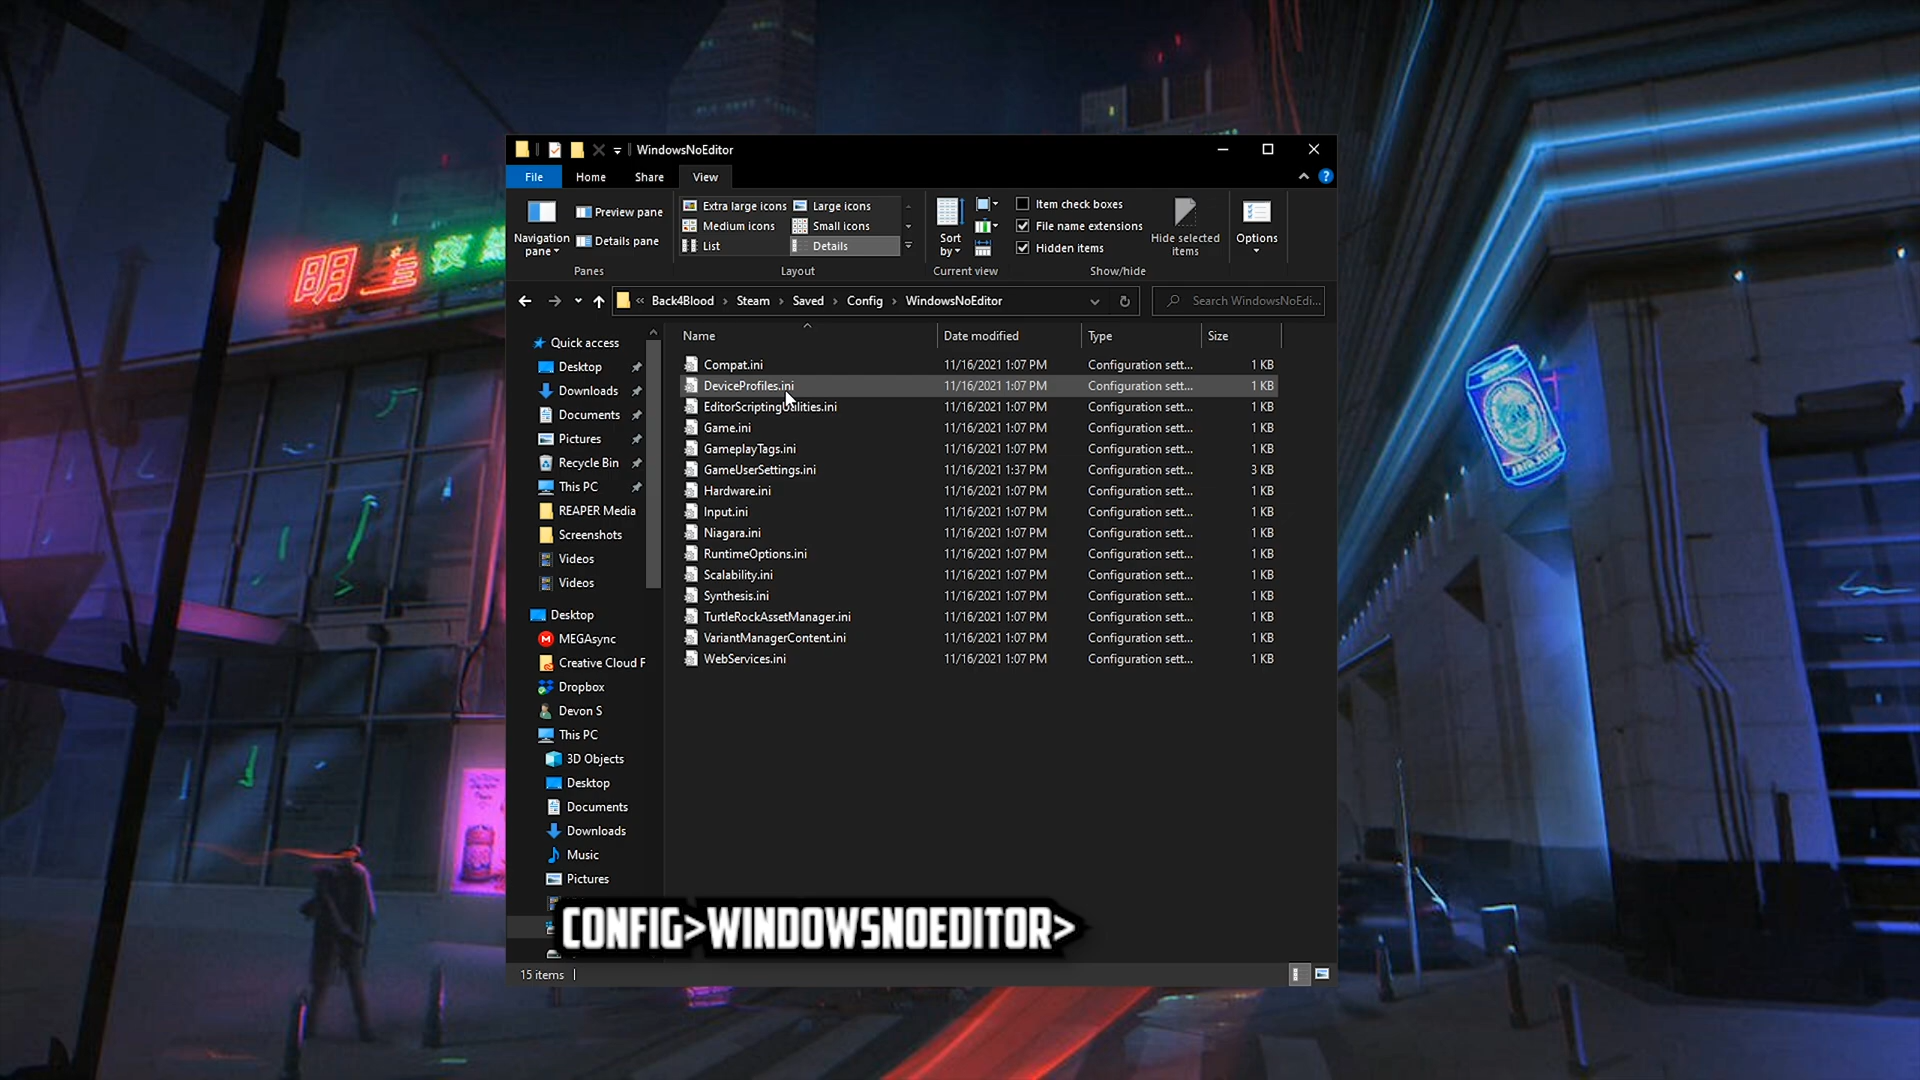 WindowsNoEditor
File Home Share View
Navigation pane
Preview pane
Details pane
Panes
Extra large icons Large icons
Medium icons Small icons
List Details
Layout
Sort by
Current view
Item check boxes
File name extensions
Hidden items
Hide selected items
Show/hide
Options
« Back4Blood > Steam > Saved > Config > WindowsNoEditor
Search WindowsNoEdi...
Quick access
Desktop
Downloads
Documents
Pictures
Recycle Bin
This PC
REAPER Media
Screenshots
Videos
Videos
Desktop
MEGAsync
Creative Cloud F
Dropbox
Devon S
This PC
3D Objects
Desktop
Documents
Downloads
Music
Pictures
Name Date modified Type Size
Compat.ini 11/16/2021 1:07 PM Configuration sett... 1 KB
DeviceProfiles.ini 11/16/2021 1:07 PM Configuration sett... 1 KB
EditorScriptingUtilities.ini 11/16/2021 1:07 PM Configuration sett... 1 KB
Game.ini 11/16/2021 1:07 PM Configuration sett... 1 KB
GameplayTags.ini 11/16/2021 1:07 PM Configuration sett... 1 KB
GameUserSettings.ini 11/16/2021 1:37 PM Configuration sett... 3 KB
Hardware.ini 11/16/2021 1:07 PM Configuration sett... 1 KB
Input.ini 11/16/2021 1:07 PM Configuration sett... 1 KB
Niagara.ini 11/16/2021 1:07 PM Configuration sett... 1 KB
RuntimeOptions.ini 11/16/2021 1:07 PM Configuration sett... 1 KB
Scalability.ini 11/16/2021 1:07 PM Configuration sett... 1 KB
Synthesis.ini 11/16/2021 1:07 PM Configuration sett... 1 KB
TurtleRockAssetManager.ini 11/16/2021 1:07 PM Configuration sett... 1 KB
VariantManagerContent.ini 11/16/2021 1:07 PM Configuration sett... 1 KB
WebServices.ini 11/16/2021 1:07 PM Configuration sett... 1 KB
CONFIG>WINDOWSNOEDITOR>
15 items
明星夜